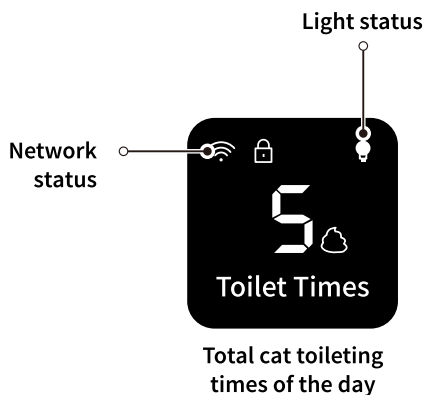 Light status
Network
status
5
Toilet Times
Total cat toileting
times of the day